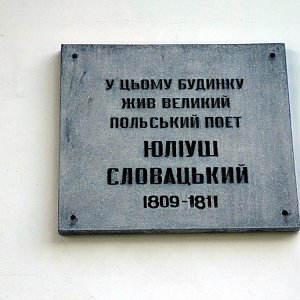 У ЦЬОМУ БУДИНКУ
ЖИВ ВЕЛИКИЙ
ПОЛЬСЬКИЙ ПОЕТ
ЮЛІУШ
СЛОВАЦЬКИЙ
1809-1811